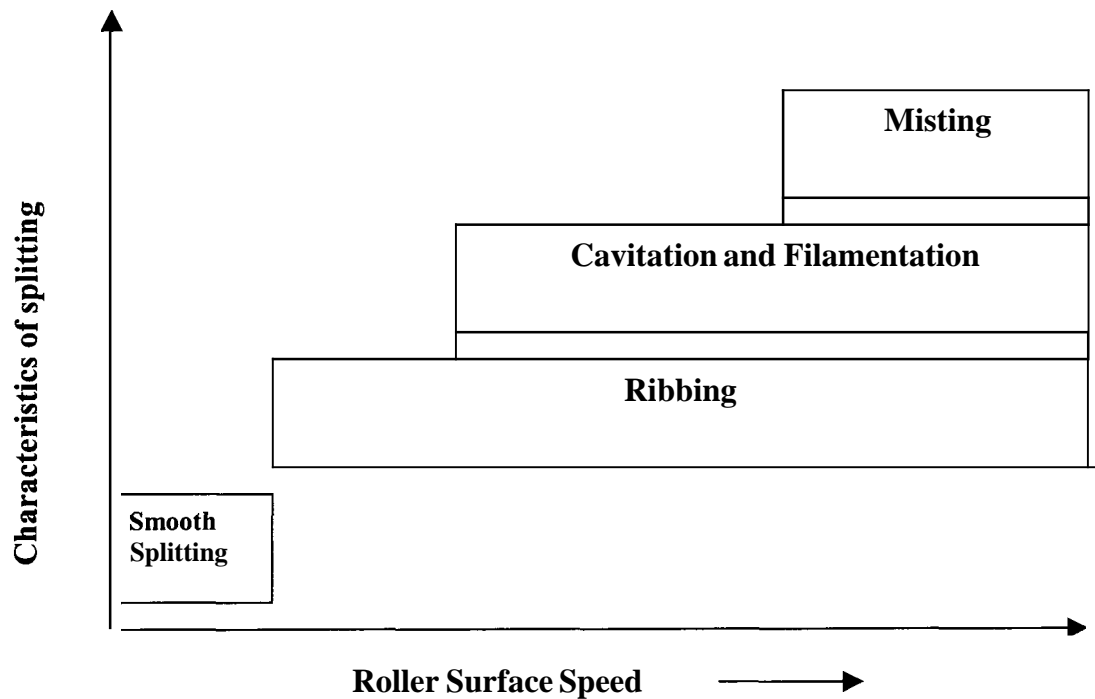 Misting
Cavitation and Filamentation
Ribbing
Smooth
Splitting
Characteristics of splitting
Roller Surface Speed